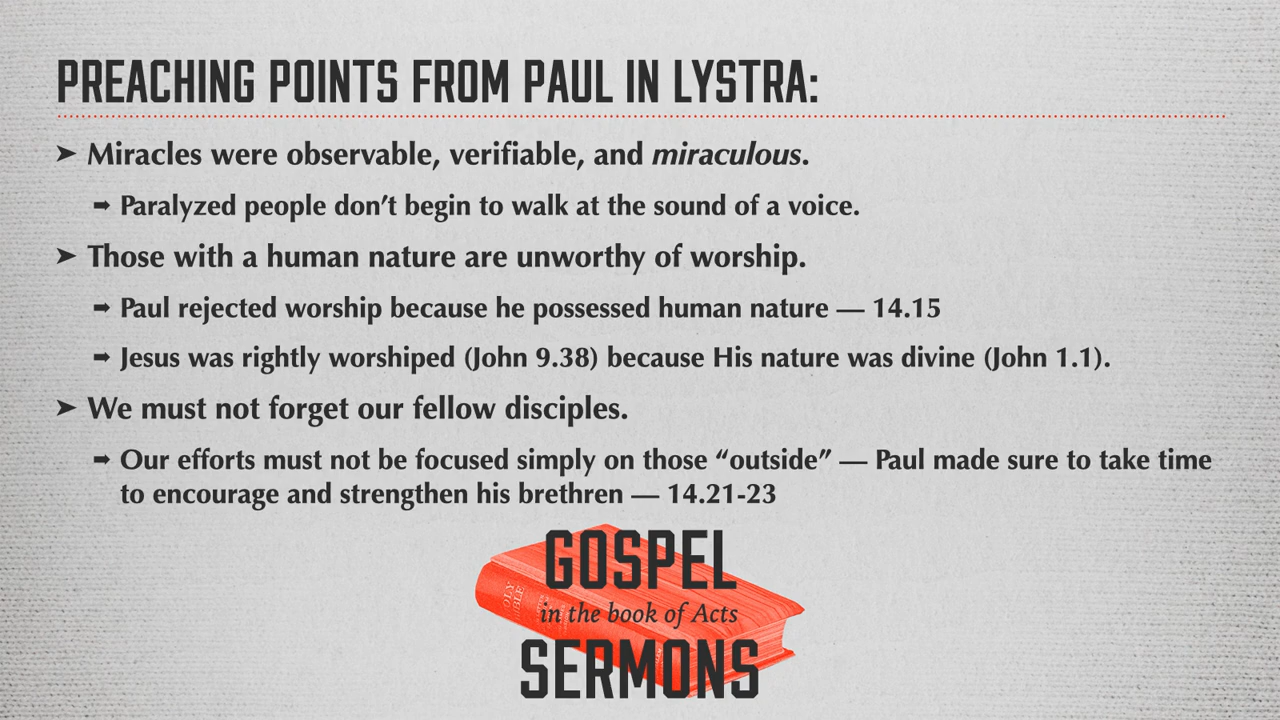 PREACHING POINTS FROM PAUL IN LYSTRA:
➤ Miracles were observable, verifiable, and miraculous.
➡ Paralyzed people don’t begin to walk at the sound of a voice.
➤ Those with a human nature are unworthy of worship.
➡ Paul rejected worship because he possessed human nature — 14.15
➡ Jesus was rightly worshiped (John 9.38) because His nature was divine (John 1.1).
➤ We must not forget our fellow disciples.
➡ Our efforts must not be focused simply on those “outside” — Paul made sure to take time
to encourage and strengthen his brethren — 14.21-23
GOSPEL
in the book of Acts
SERMONS